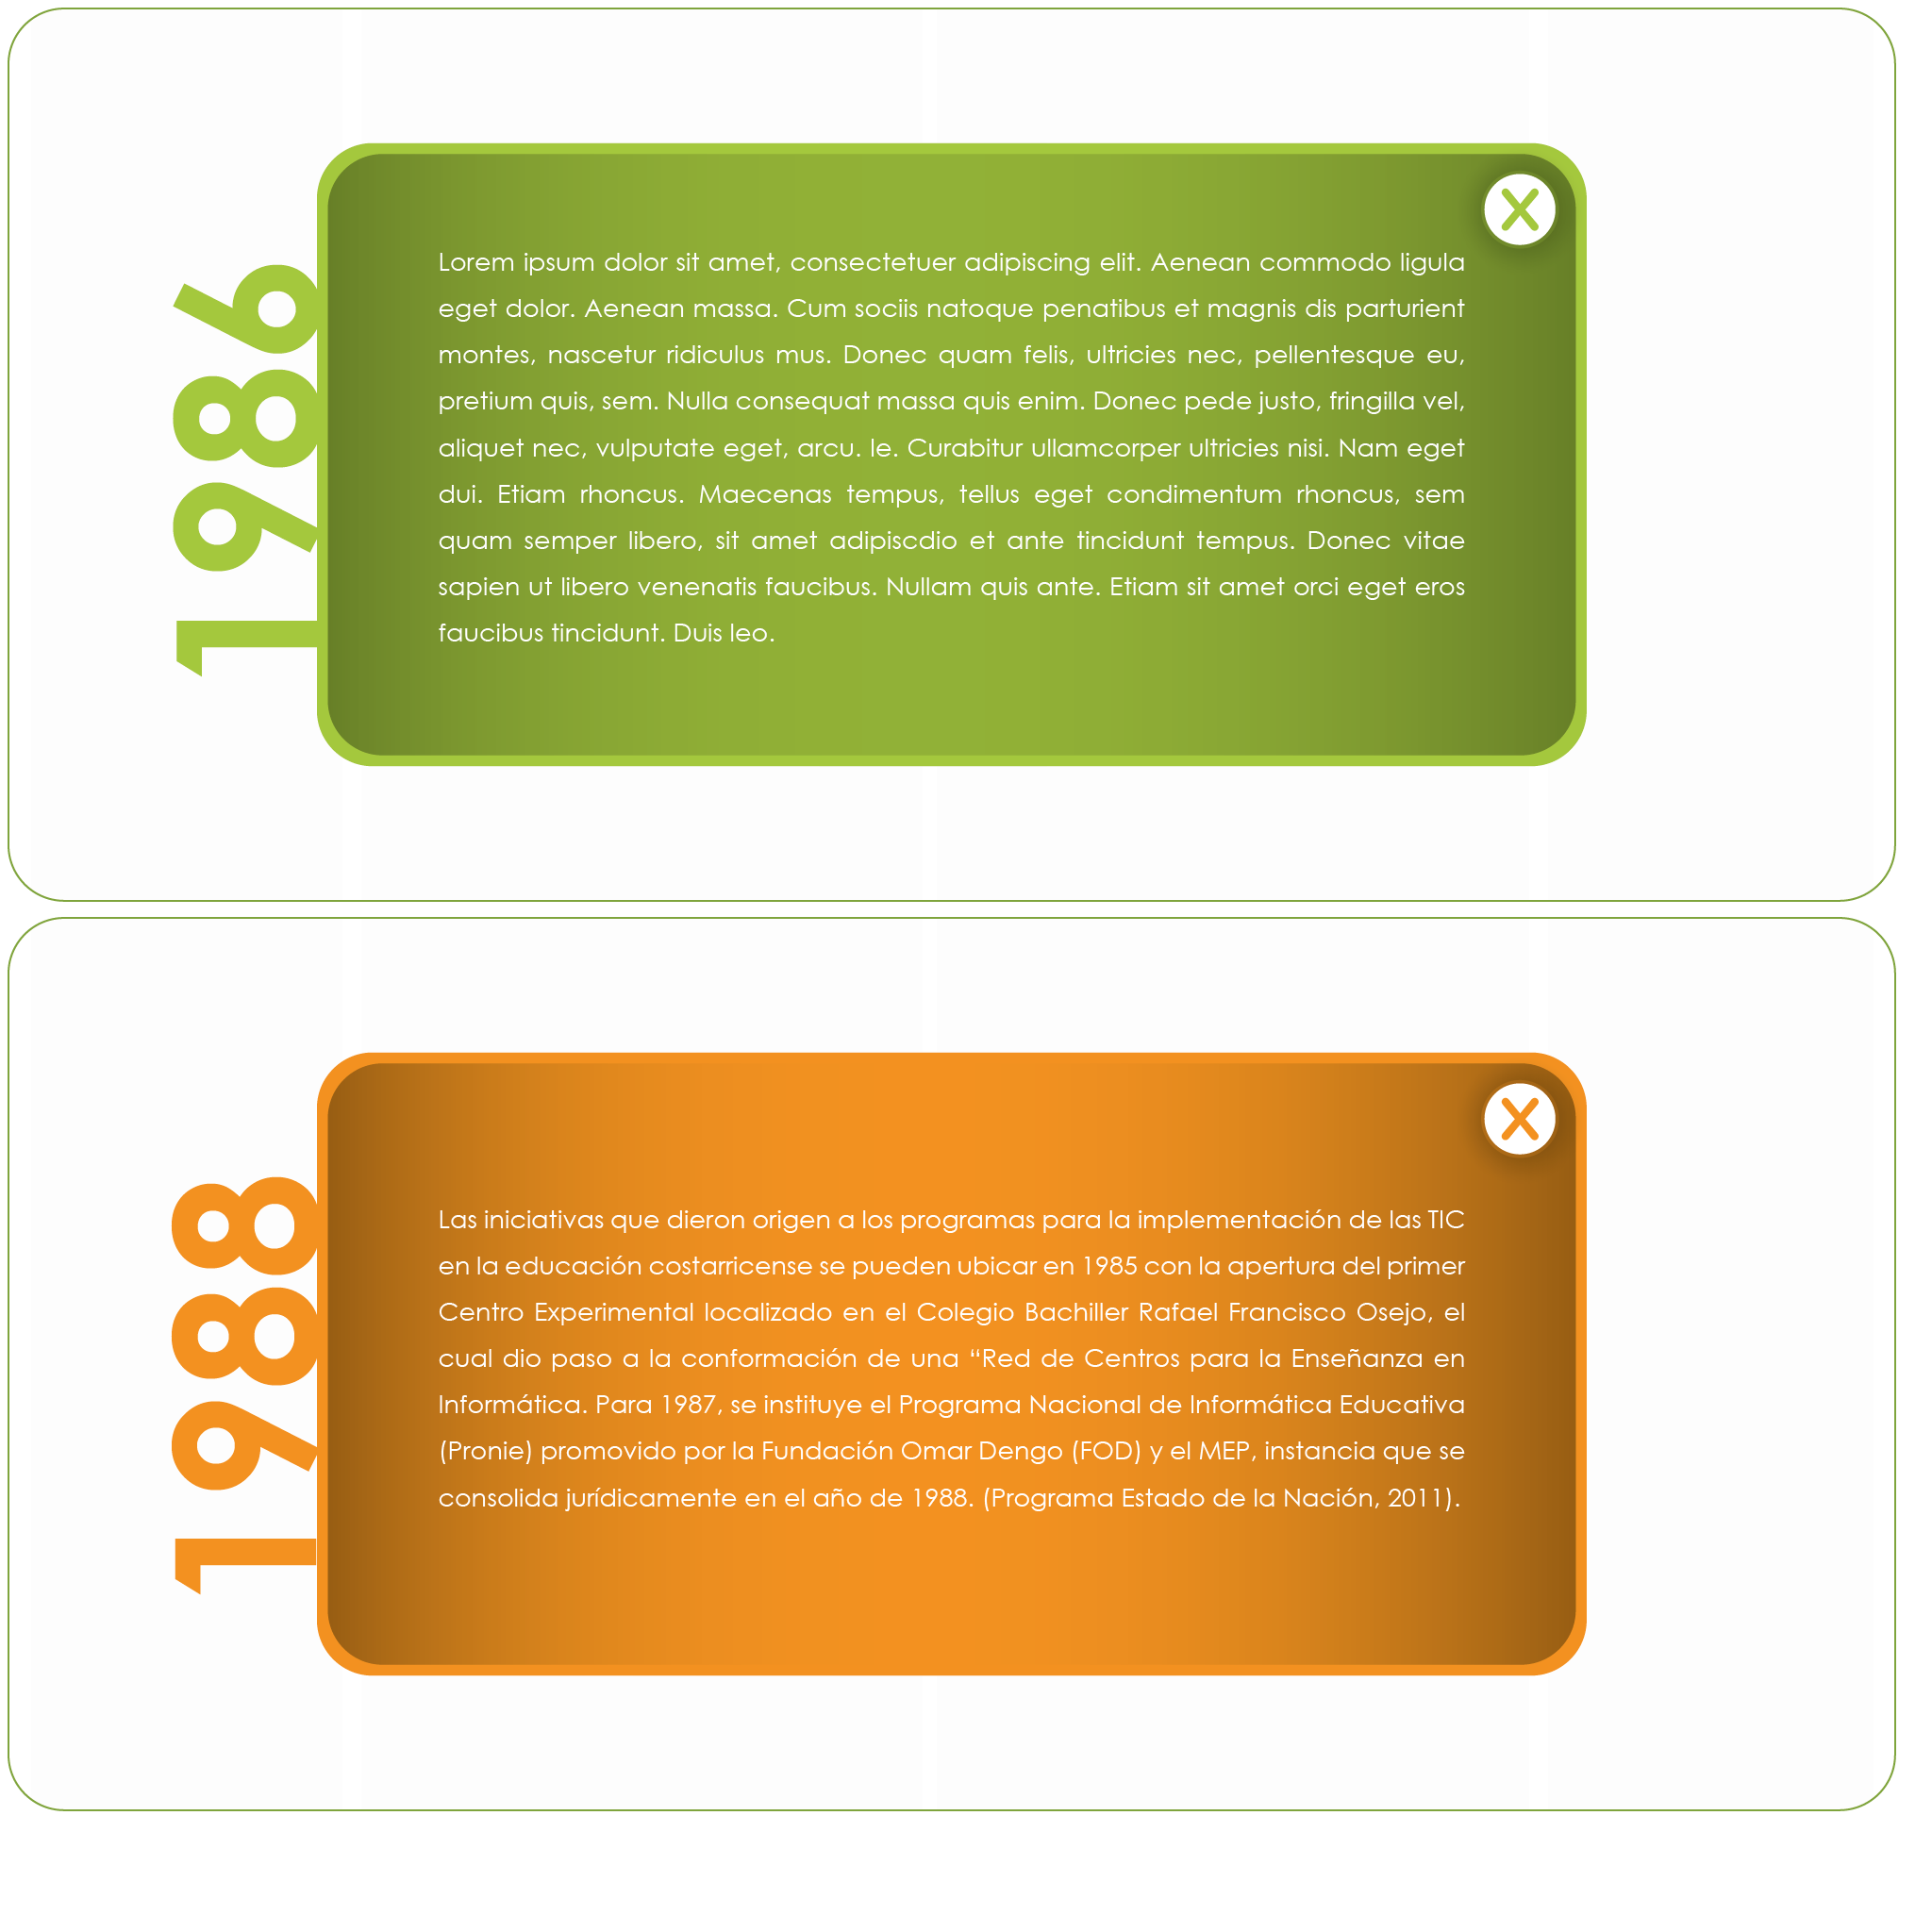 1986
X
Lorem ipsum dolor sit amet, consectetuer adipiscing elit. Aenean commodo ligula
eget dolor. Aenean massa. Cum sociis natoque penatibus et magnis dis parturient
montes, nascetur ridiculus mus. Donec quam felis, ultricies nec, pellentesque eu,
pretium quis, sem. Nulla consequat massa quis enim. Donec pede justo, fringilla vel,
aliquet nec, vulputate eget, arcu. le. Curabitur ullamcorper ultricies nisi. Nam eget
dui. Etiam rhoncus. Maecenas tempus, tellus eget condimentum rhoncus, sem
quam semper libero, sit amet adipiscdio et ante tincidunt tempus. Donec vitae
sapien ut libero venenatis faucibus. Nullam quis ante. Etiam sit amet orci eget eros
faucibus tincidunt. Duis leo.
1988
X
Las iniciativas que dieron origen a los programas para la implementación de las TIC
en la educación costarricense se pueden ubicar en 1985 con la apertura del primer
Centro Experimental localizado en el Colegio Bachiller Rafael Francisco Osejo, el
cual dio paso a la conformación de una “Red de Centros para la Enseñanza en
Informática. Para 1987, se instituye el Programa Nacional de Informática Educativa
(Pronie) promovido por la Fundación Omar Dengo (FOD) y el MEP, instancia que se
consolida jurídicamente en el año de 1988. (Programa Estado de la Nación, 2011).